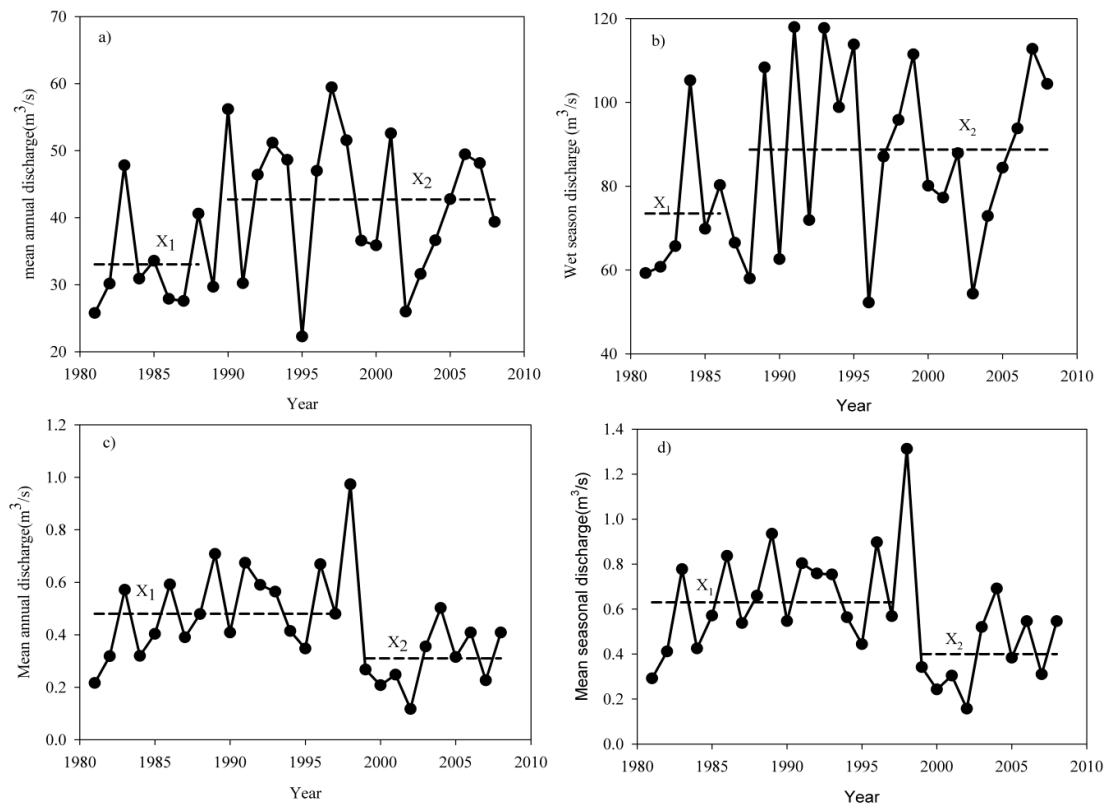 a)
mean annual discharge(m³/s)
70
60
50
40
30
20
X₁
X₂
1980 1985 1990 1995 2000 2005 2010
Year
b)
Wet season discharge (m³/s)
120
100
80
60
40
X₁
X₂
1980 1985 1990 1995 2000 2005 2010
Year
c)
Mean annual discharge(m³/s)
1.2
1.0
0.8
0.6
0.4
0.2
0.0
X₁
X₂
1980 1985 1990 1995 2000 2005 2010
Year
d)
Mean seasonal discharge(m³/s)
1.4
1.2
1.0
0.8
0.6
0.4
0.2
0.0
X₁
X₂
1980 1985 1990 1995 2000 2005 2010
Year